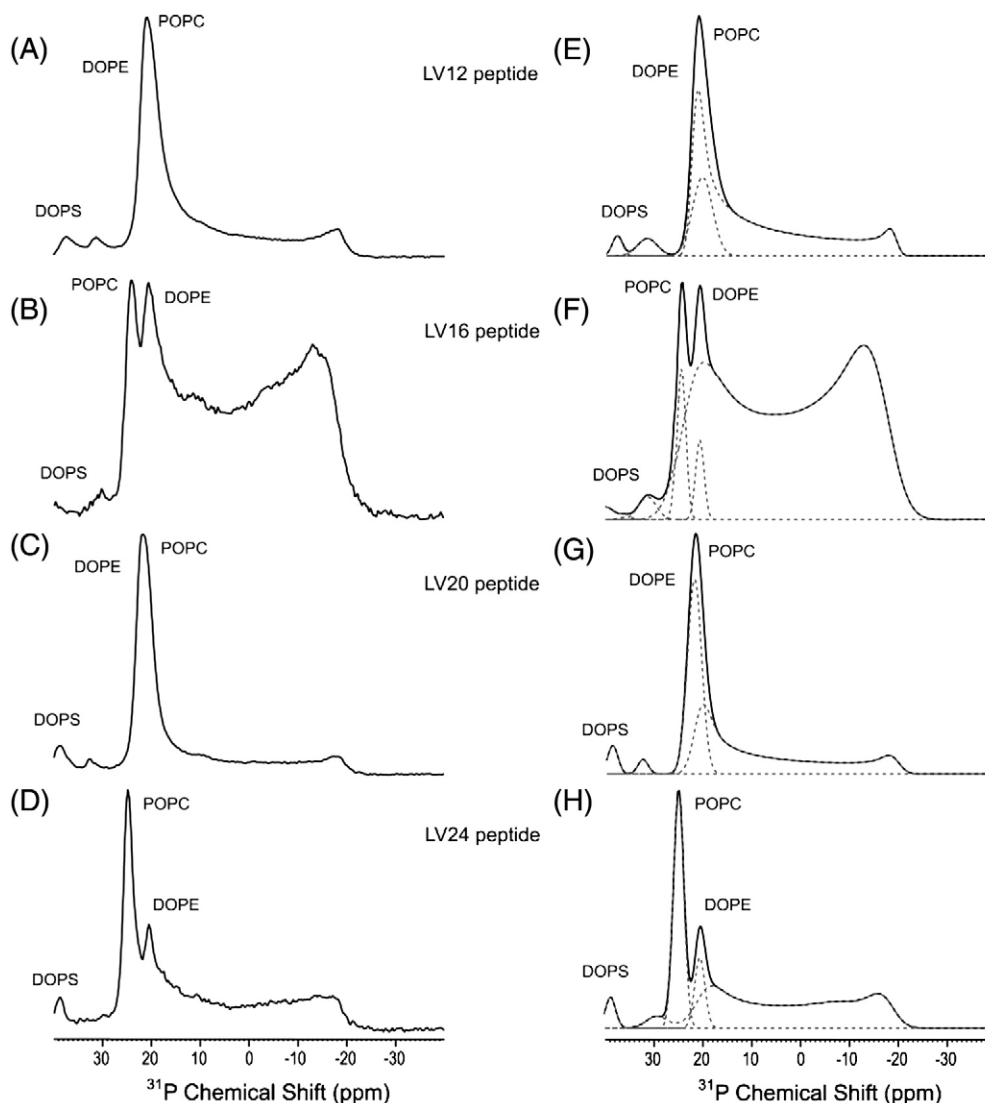 (A)
POPC
DOPE
DOPS
LV12 peptide
(E)
POPC
DOPE
DOPS
(B)
POPC
DOPE
DOPS
LV16 peptide
(F)
POPC
DOPE
DOPS
(C)
POPC
DOPE
DOPS
LV20 peptide
(G)
POPC
DOPE
DOPS
(D)
POPC
DOPE
DOPS
LV24 peptide
(H)
POPC
DOPE
DOPS
30 20 10 0 -10 -20 -30
³¹P Chemical Shift (ppm)
30 20 10 0 -10 -20 -30
³¹P Chemical Shift (ppm)